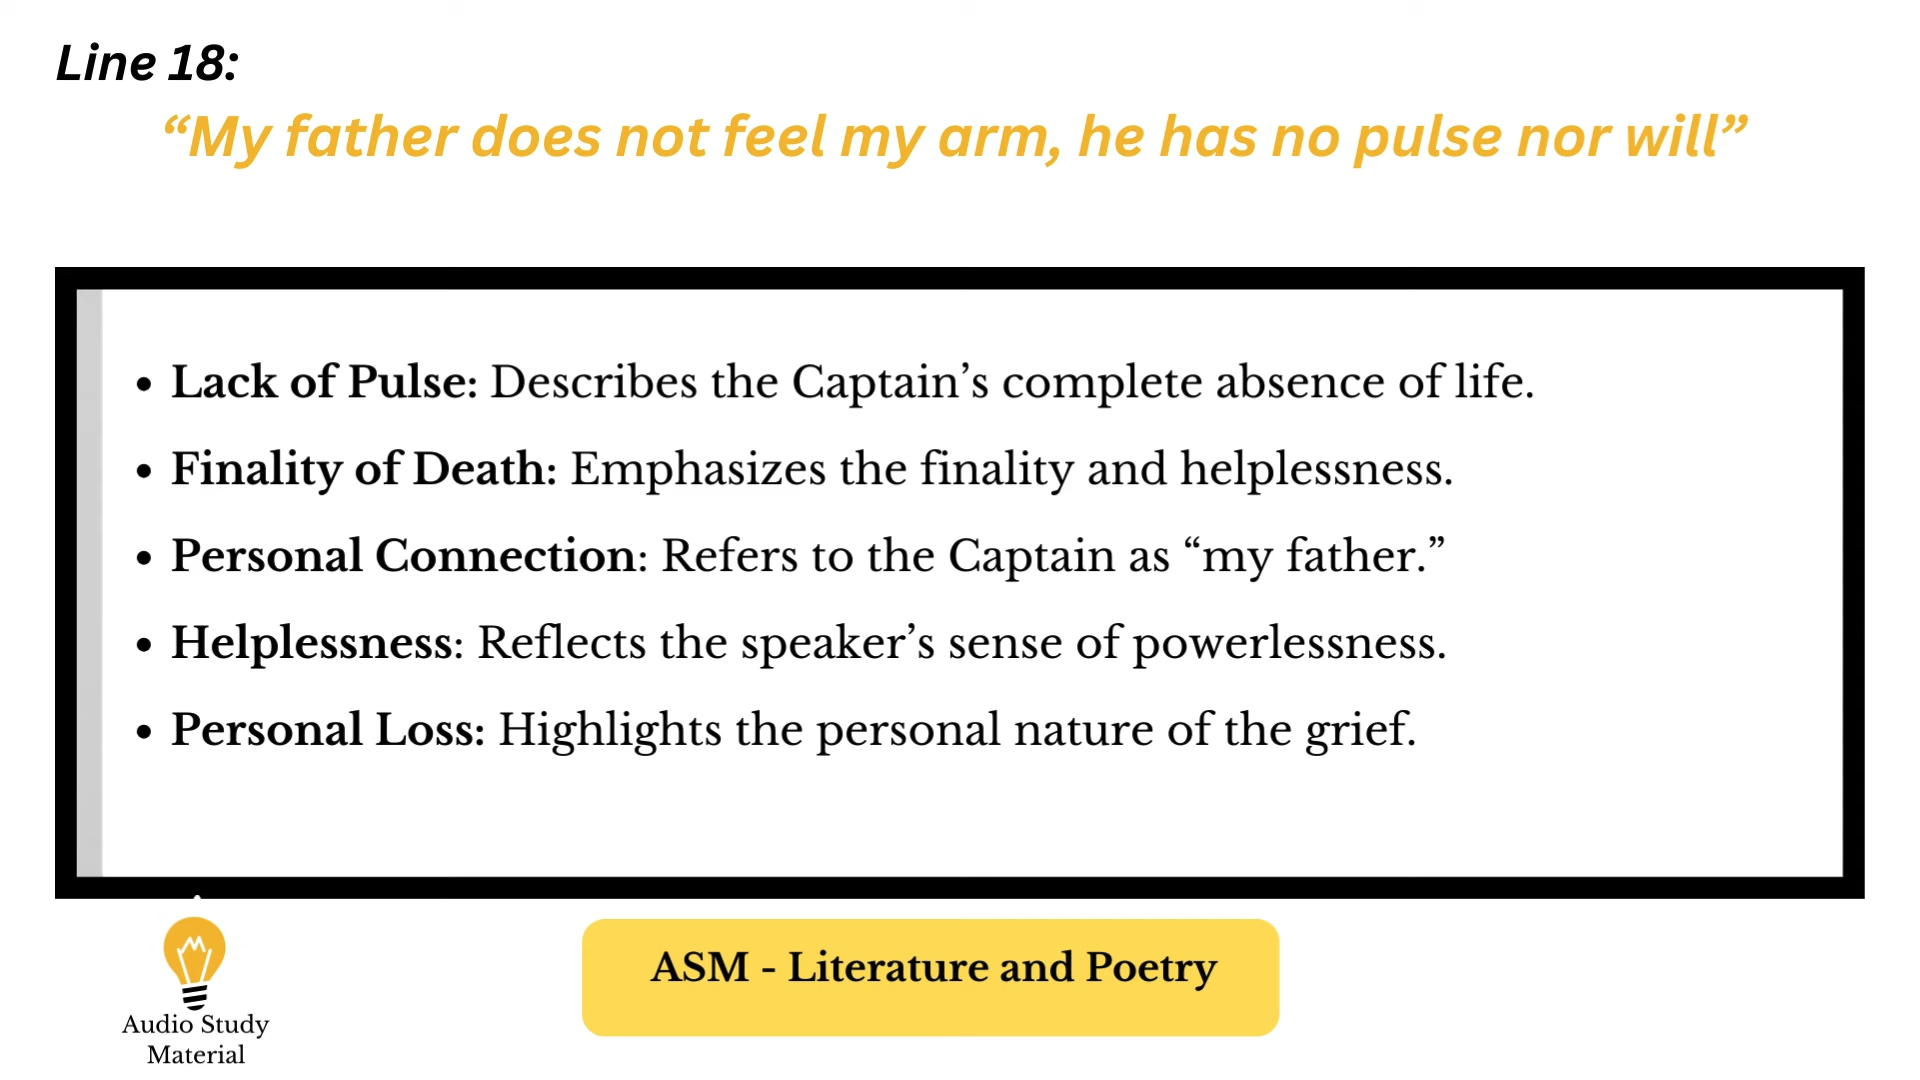 Line 18:
“My father does not feel my arm, he has no pulse nor will”
• Lack of Pulse: Describes the Captain’s complete absence of life.
• Finality of Death: Emphasizes the finality and helplessness.
• Personal Connection: Refers to the Captain as “my father.”
• Helplessness: Reflects the speaker’s sense of powerlessness.
• Personal Loss: Highlights the personal nature of the grief.
ASM - Literature and Poetry
Audio Study
Material